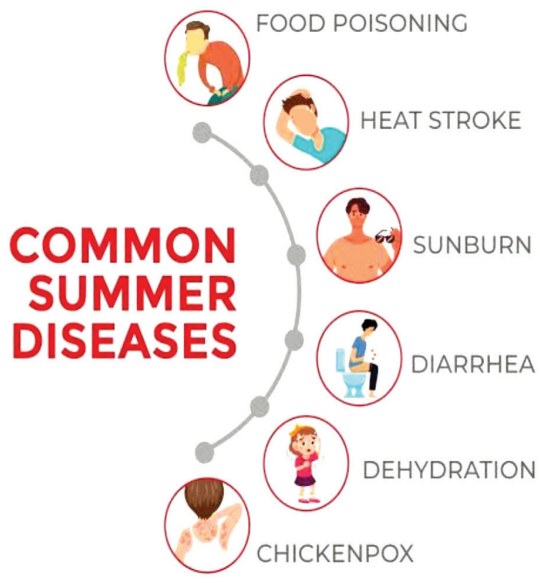 COMMON
SUMMER
DISEASES
FOOD POISONING
HEAT STROKE
SUNBURN
DIARRHEA
DEHYDRATION
CHICKENPOX